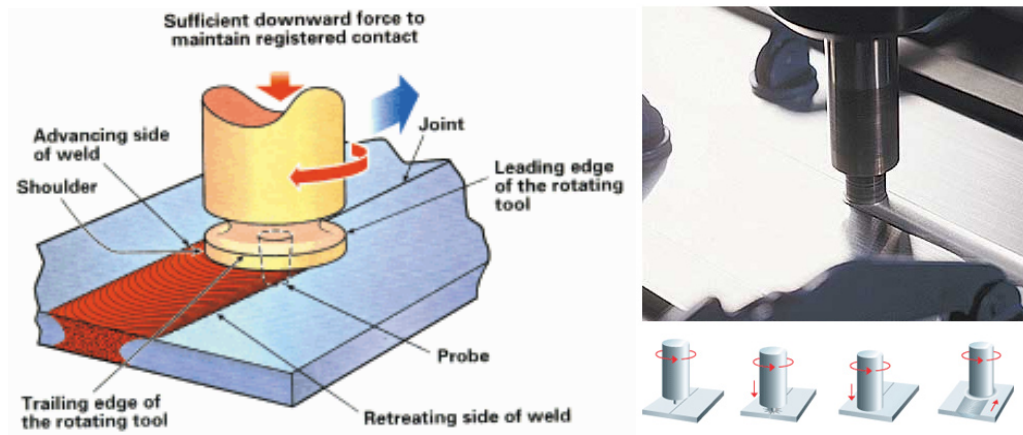 Sufficient downward force to
maintain registered contact
Advancing side
of weld
Joint
Shoulder
Leading edge
of the rotating
tool
Probe
Trailing edge of
the rotating tool
Retreating side of weld